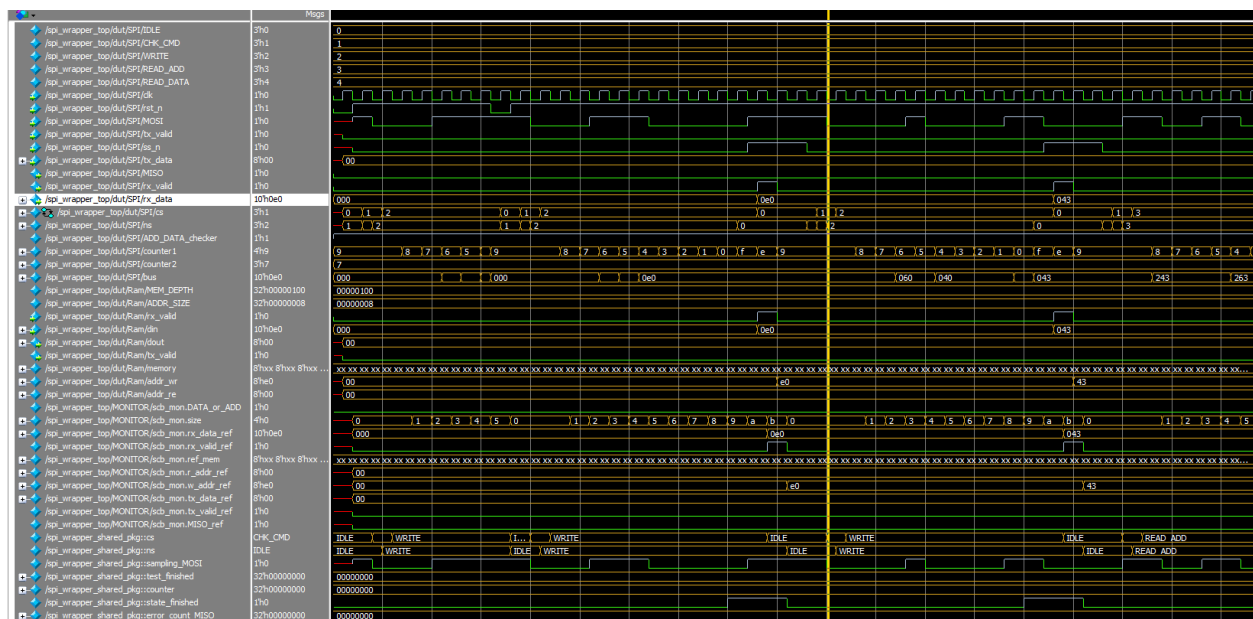 Msgs
/spi_wrapper_top/dut/SPI/IDLE 3'h0 0
/spi_wrapper_top/dut/SPI/CHK_CMD 3'h1 1
/spi_wrapper_top/dut/SPI/WRITE 3'h2 2
/spi_wrapper_top/dut/SPI/READ_ADD 3'h3 3
/spi_wrapper_top/dut/SPI/READ_DATA 3'h4 4
/spi_wrapper_top/dut/SPI/clk 1'h0
/spi_wrapper_top/dut/SPI/rst_n 1'h1
/spi_wrapper_top/dut/SPI/MOSI 1'h0
/spi_wrapper_top/dut/SPI/tx_valid 1'h0
/spi_wrapper_top/dut/SPI/ss_n 1'h0
/spi_wrapper_top/dut/SPI/tx_data 8'h00 00
/spi_wrapper_top/dut/SPI/MISO 1'h0
/spi_wrapper_top/dut/SPI/rx_valid 1'h0
/spi_wrapper_top/dut/SPI/rx_data 10'h0e0 000 0e0 043
/spi_wrapper_top/dut/SPI/cs 3'h1 0 1 2 0 1 2 0 1 2 0 1 3
/spi_wrapper_top/dut/SPI/ns 3'h2 1 2 1 2 0 2 0 3
/spi_wrapper_top/dut/SPI/ADD_DATA_checker 1'h1
/spi_wrapper_top/dut/SPI/counter1 4'h9 9 8 7 6 5 9 8 7 6 5 4 3 2 1 0 f e 9 8 7 6 5 4 3 2 1 0 f e 9 8 7 6 5 4
/spi_wrapper_top/dut/SPI/counter2 3'h7 7
/spi_wrapper_top/dut/SPI/bus 10'h0e0 000 000 0e0 060 040 043 243 263
/spi_wrapper_top/dut/Ram/MEM_DEPTH 32'h00000100 00000100
/spi_wrapper_top/dut/Ram/ADDR_SIZE 32'h00000008 00000008
/spi_wrapper_top/dut/Ram/rx_valid 1'h0
/spi_wrapper_top/dut/Ram/din 10'h0e0 000 0e0 043
/spi_wrapper_top/dut/Ram/dout 8'h00 00
/spi_wrapper_top/dut/Ram/tx_valid 1'h0
/spi_wrapper_top/dut/Ram/memory 8'hxx 8'hxx 8'hxx ...
/spi_wrapper_top/dut/Ram/addr_wr 8'he0 00 e0 43
/spi_wrapper_top/dut/Ram/addr_re 8'h00 00
/spi_wrapper_top/MONITOR/scb_mon.DATA_or_ADD 1'h0
/spi_wrapper_top/MONITOR/scb_mon.size 4'h0 0 1 2 3 4 5 0 1 2 3 4 5 6 7 8 9 a b 0 1 2 3 4 5 6 7 8 9 a b 0 1 2 3 4 5
/spi_wrapper_top/MONITOR/scb_mon.rx_data_ref 10'h0e0 000 0e0 043
/spi_wrapper_top/MONITOR/scb_mon.rx_valid_ref 1'h0
/spi_wrapper_top/MONITOR/scb_mon.ref_mem 8'hxx 8'hxx 8'hxx ...
/spi_wrapper_top/MONITOR/scb_mon.r_addr_ref 8'h00 00
/spi_wrapper_top/MONITOR/scb_mon.w_addr_ref 8'he0 00 e0 43
/spi_wrapper_top/MONITOR/scb_mon.tx_data_ref 8'h00 00
/spi_wrapper_top/MONITOR/scb_mon.tx_valid_ref 1'h0
/spi_wrapper_top/MONITOR/scb_mon.MISO_ref 1'h0
/spi_wrapper_shared_pkg::cs CHK_CMD IDLE WRITE I... WRITE IDLE WRITE IDLE READ_ADD
/spi_wrapper_shared_pkg::ns IDLE IDLE WRITE IDLE WRITE IDLE WRITE IDLE READ_ADD
/spi_wrapper_shared_pkg::sampling_MOSI 1'h0
/spi_wrapper_shared_pkg::test_finished 32'h00000000 00000000
/spi_wrapper_shared_pkg::counter 32'h00000000 00000000
/spi_wrapper_shared_pkg::state_finished 1'h0
/spi_wrapper_shared_pkg::error_count_MISO 32'h00000000 00000000